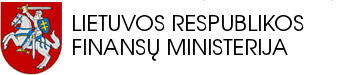 LIETUVOS RESPUBLIKOS
FINANSŲ MINISTERIJA